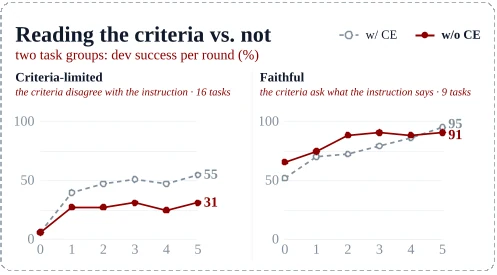 Reading the criteria vs. not
w/ CE
w/o CE
two task groups: dev success per round (%)
Criteria-limited
the criteria disagree with the instruction · 16 tasks
100
50
0
55
31
0 1 2 3 4 5
Faithful
the criteria ask what the instruction says · 9 tasks
100
50
0
95
91
0 1 2 3 4 5